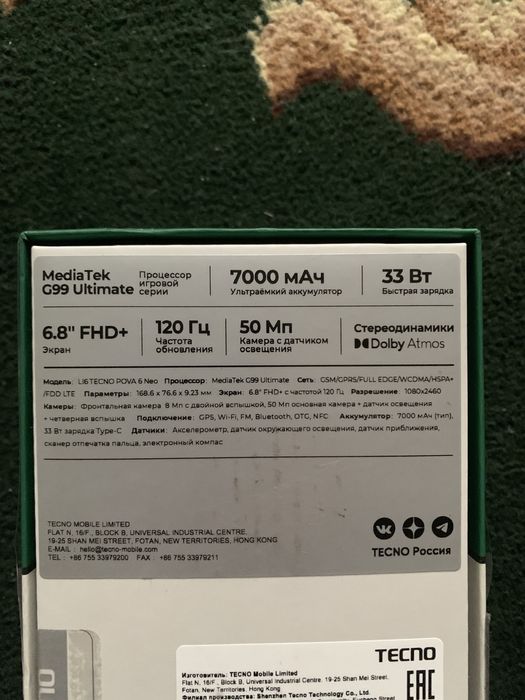 MediaTek
G99 Ultimate
Процессор
игровой
серии
7000 мАч
Ультраёмкий аккумулятор
33 Вт
Быстрая зарядка
6.8" FHD+
Экран
120 Гц
Частота
обновления
50 Мп
Камера с датчиком
освещения
Стереодинамики
Dolby Atmos
Модель: LI6 TECNO POVA 6 Neo Процессор: MediaTek G99 Ultimate Сеть: GSM/GPRS/FULL EDGE/WCDMA/HSPA+
/FDD LTE Параметры: 168.6 x 76.6 x 9.23 мм Экран: 6.8" FHD+ с частотой 120 Гц Разрешение: 1080x2460
Камеры: Фронтальная камера 8 Мп с двойной вспышкой, 50 Мп основная камера + датчик освещения
+ четверная вспышка Подключение: GPS, Wi-Fi, FM, Bluetooth, OTG, NFC Аккумулятор: 7000 мАч (тип),
33 Вт зарядка Type-C Датчики: Акселерометр, датчик окружающего освещения, датчик приближения,
сканер отпечатка пальца, электронный компас
TECNO MOBILE LIMITED
FLAT N, 16/F., BLOCK B, UNIVERSAL INDUSTRIAL CENTRE,
19-25 SHAN MEI STREET, FOTAN, NEW TERRITORIES, HONG KONG
E-MAIL : hello@tecno-mobile.com
TEL : +86 755 33979200 FAX : +86 755 33979211
TECNO Россия
TECNO
Изготовитель: TECNO Mobile Limited
Flat N, 16/F., Block B, Universal Industrial Centre, 19-25 Shan Mei Street,
Fotan, New Territories, Hong Kong
Филиал производства: Shenzhen Tecno Technology Co., Ltd.
EAC